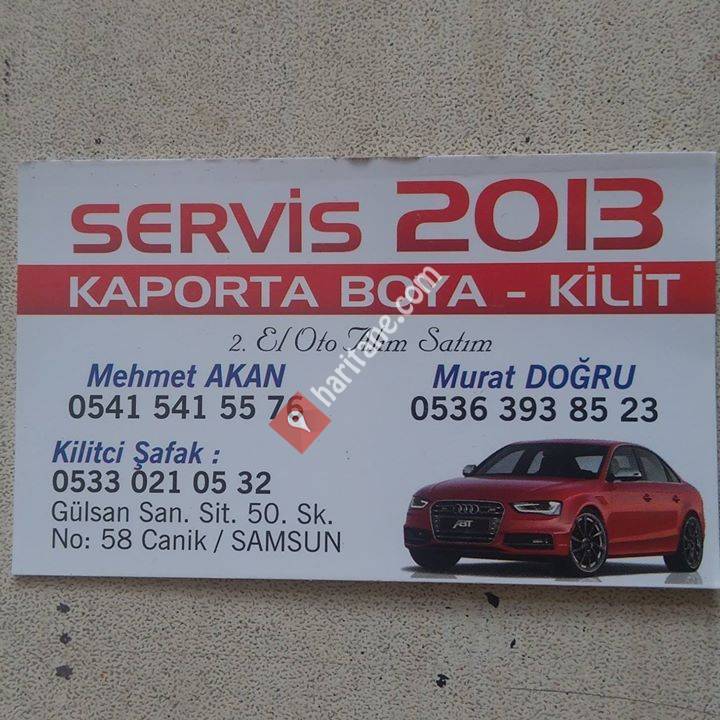 SERVİS 2013
KAPORTA BOYA - KİLİT
2. El Oto Alım Satım
Mehmet AKAN
0541 541 55 76
Murat DOĞRU
0536 393 85 23
Kilitci Şafak :
0533 021 05 32
Gülsan San. Sit. 50. Sk.
No: 58 Canik / SAMSUN
ABT
haritane.com